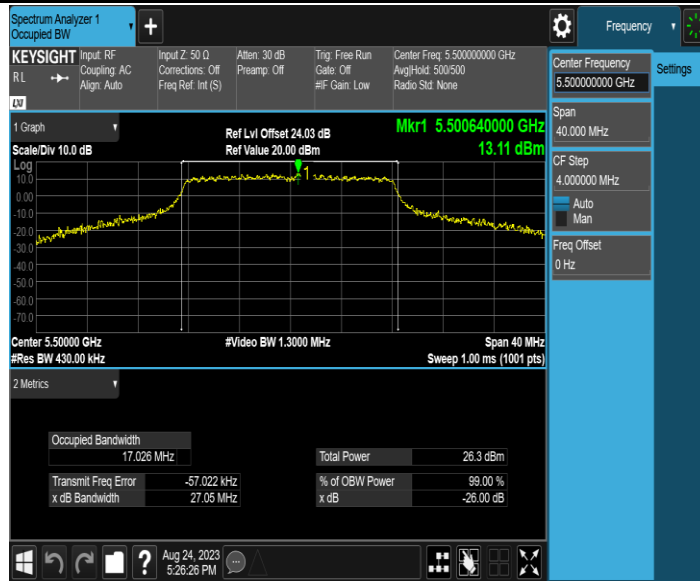 Spectrum Analyzer 1
Occupied BW
Frequency
KEYSIGHT
RL
LXI
Input: RF
Coupling: AC
Align: Auto
Input Z: 50 Ω
Corrections: Off
Freq Ref: Int (S)
Atten: 30 dB
Preamp: Off
Trig: Free Run
Gate: Off
#IF Gain: Low
Center Freq: 5.500000000 GHz
Avg|Hold: 500/500
Radio Std: None
Center Frequency
5.500000000 GHz
Settings
Span
40.000 MHz
CF Step
4.000000 MHz
Auto
Man
Freq Offset
0 Hz
1 Graph
Scale/Div 10.0 dB
Ref Lvl Offset 24.03 dB
Ref Value 20.00 dBm
Mkr1 5.500640000 GHz
13.11 dBm
Log
10.0
0.00
-10.0
-20.0
-30.0
-40.0
-50.0
-60.0
-70.0
1
Center 5.50000 GHz
#Res BW 430.00 kHz
#Video BW 1.3000 MHz
Span 40 MHz
Sweep 1.00 ms (1001 pts)
2 Metrics
Occupied Bandwidth
17.026 MHz
Total Power 26.3 dBm
Transmit Freq Error -57.022 kHz
% of OBW Power 99.00 %
x dB Bandwidth 27.05 MHz
x dB -26.00 dB
?
Aug 24, 2023
5:26:26 PM